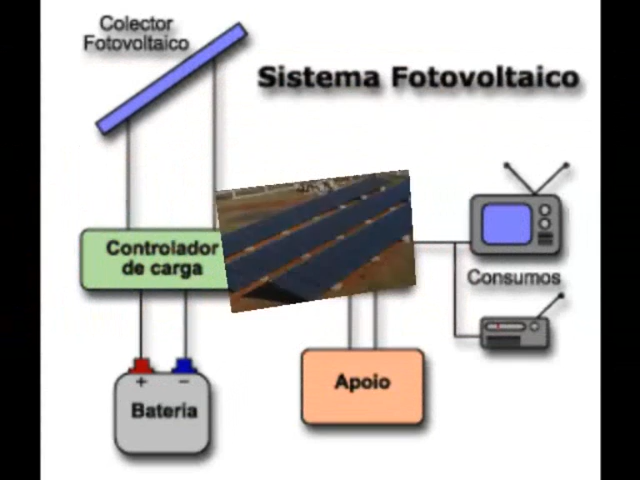 Colector
Fotovoltaico
Sistema Fotovoltaico
Controlador
de carga
Consumos
+ −
Bateria
Apoio